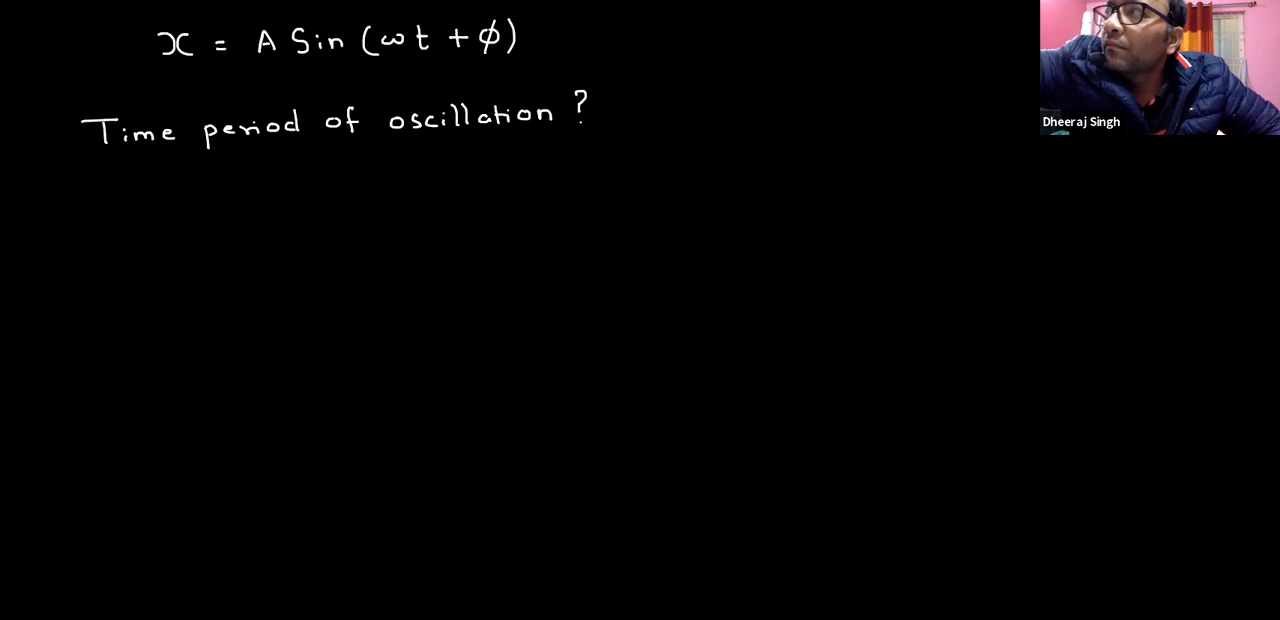 x = A Sin (ωt + ϕ)
Time period of oscillation ?
Dheeraj Singh